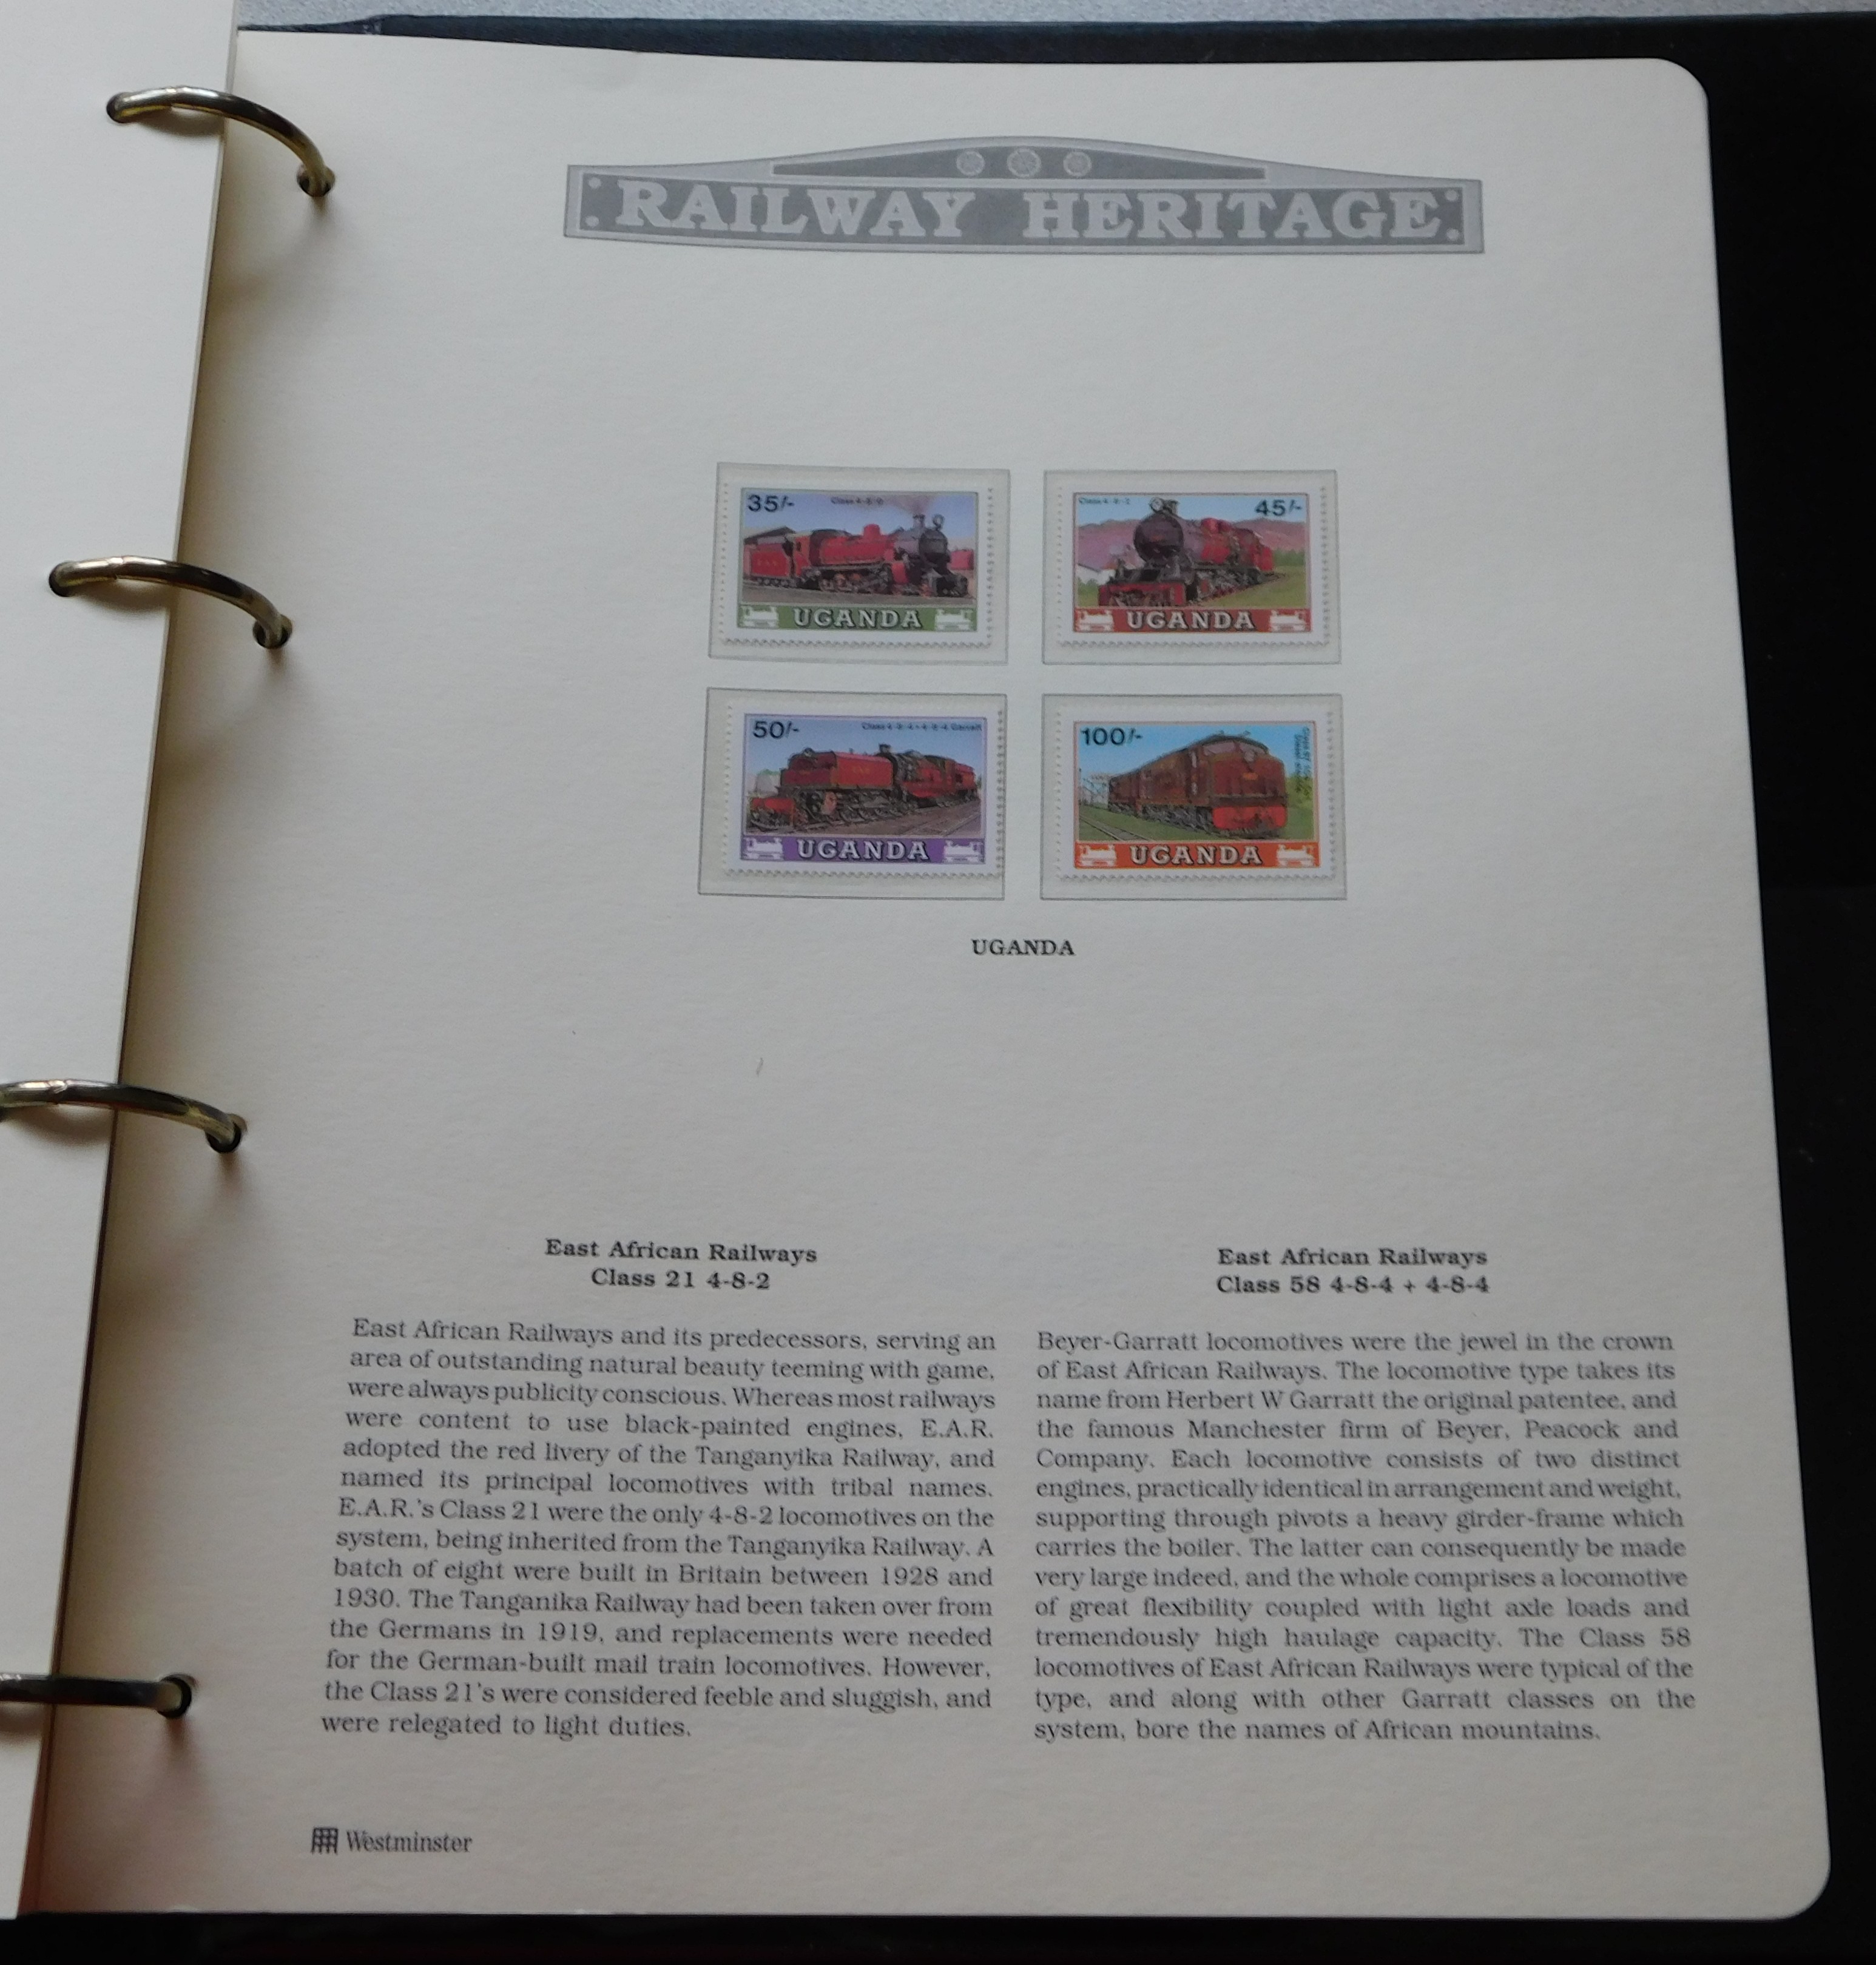 RAILWAY HERITAGE
35/-
UGANDA
Class 4-8-2
45/-
UGANDA
50/-
Class 4-8-4+4-8-4 Garratt
UGANDA
100/-
UGANDA
UGANDA
East African Railways
Class 21 4-8-2
East African Railways and its predecessors, serving an
area of outstanding natural beauty teeming with game,
were always publicity conscious. Whereas most railways
were content to use black-painted engines, E.A.R.
adopted the red livery of the Tanganyika Railway, and
named its principal locomotives with tribal names.
E.A.R.'s Class 21 were the only 4-8-2 locomotives on the
system, being inherited from the Tanganyika Railway. A
batch of eight were built in Britain between 1928 and
1930. The Tanganika Railway had been taken over from
the Germans in 1919, and replacements were needed
for the German-built mail train locomotives. However,
the Class 21's were considered feeble and sluggish, and
were relegated to light duties.
East African Railways
Class 58 4-8-4 + 4-8-4
Beyer-Garratt locomotives were the jewel in the crown
of East African Railways. The locomotive type takes its
name from Herbert W Garratt the original patentee, and
the famous Manchester firm of Beyer, Peacock and
Company. Each locomotive consists of two distinct
engines, practically identical in arrangement and weight,
supporting through pivots a heavy girder-frame which
carries the boiler. The latter can consequently be made
very large indeed, and the whole comprises a locomotive
of great flexibility coupled with light axle loads and
tremendously high haulage capacity. The Class 58
locomotives of East African Railways were typical of the
type, and along with other Garratt classes on the
system, bore the names of African mountains.
Westminster